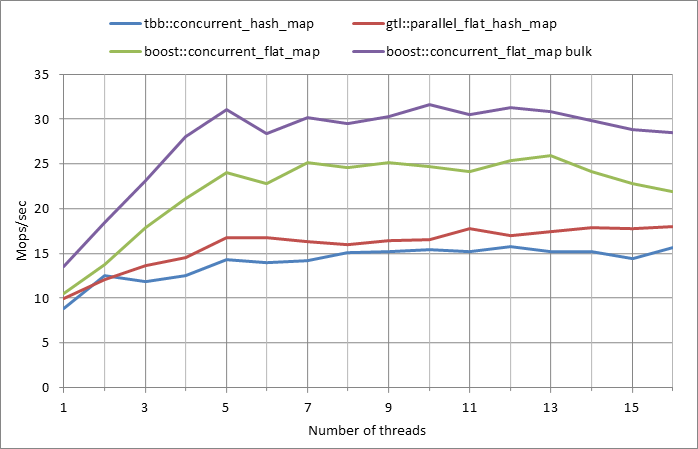 tbb::concurrent_hash_map gtl::parallel_flat_hash_map
boost::concurrent_flat_map boost::concurrent_flat_map bulk
35
30
25
20
15
10
5
0
Mops/sec
1 3 5 7 9 11 13 15
Number of threads